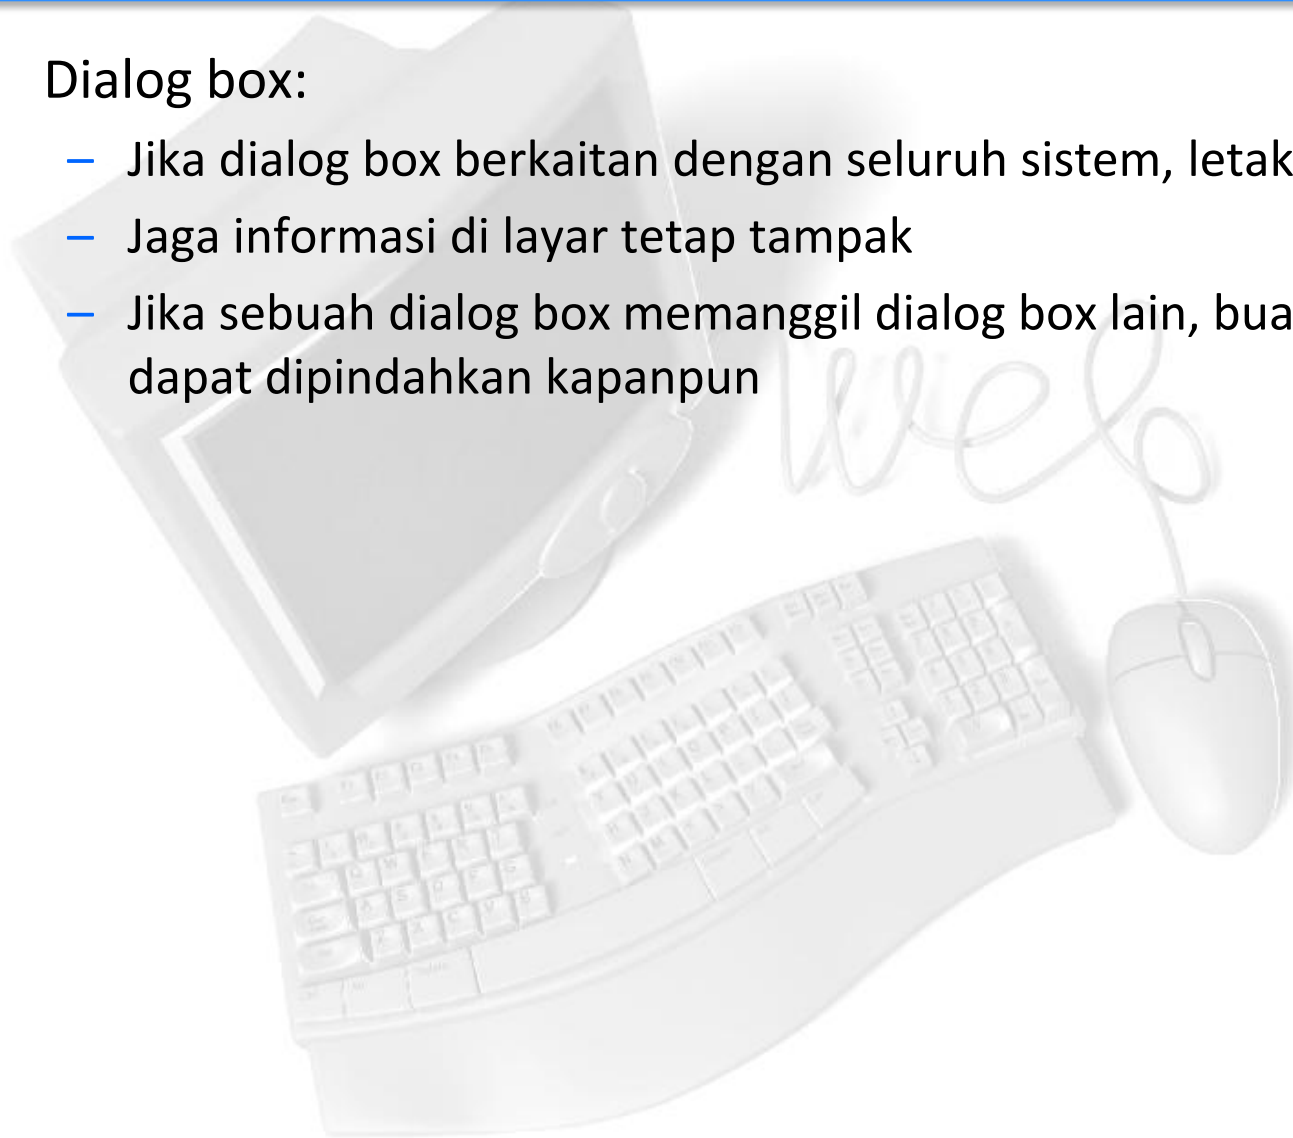 Dialog box:
– Jika dialog box berkaitan dengan seluruh sistem, letak
– Jaga informasi di layar tetap tampak
– Jika sebuah dialog box memanggil dialog box lain, bua
dapat dipindahkan kapanpun
web